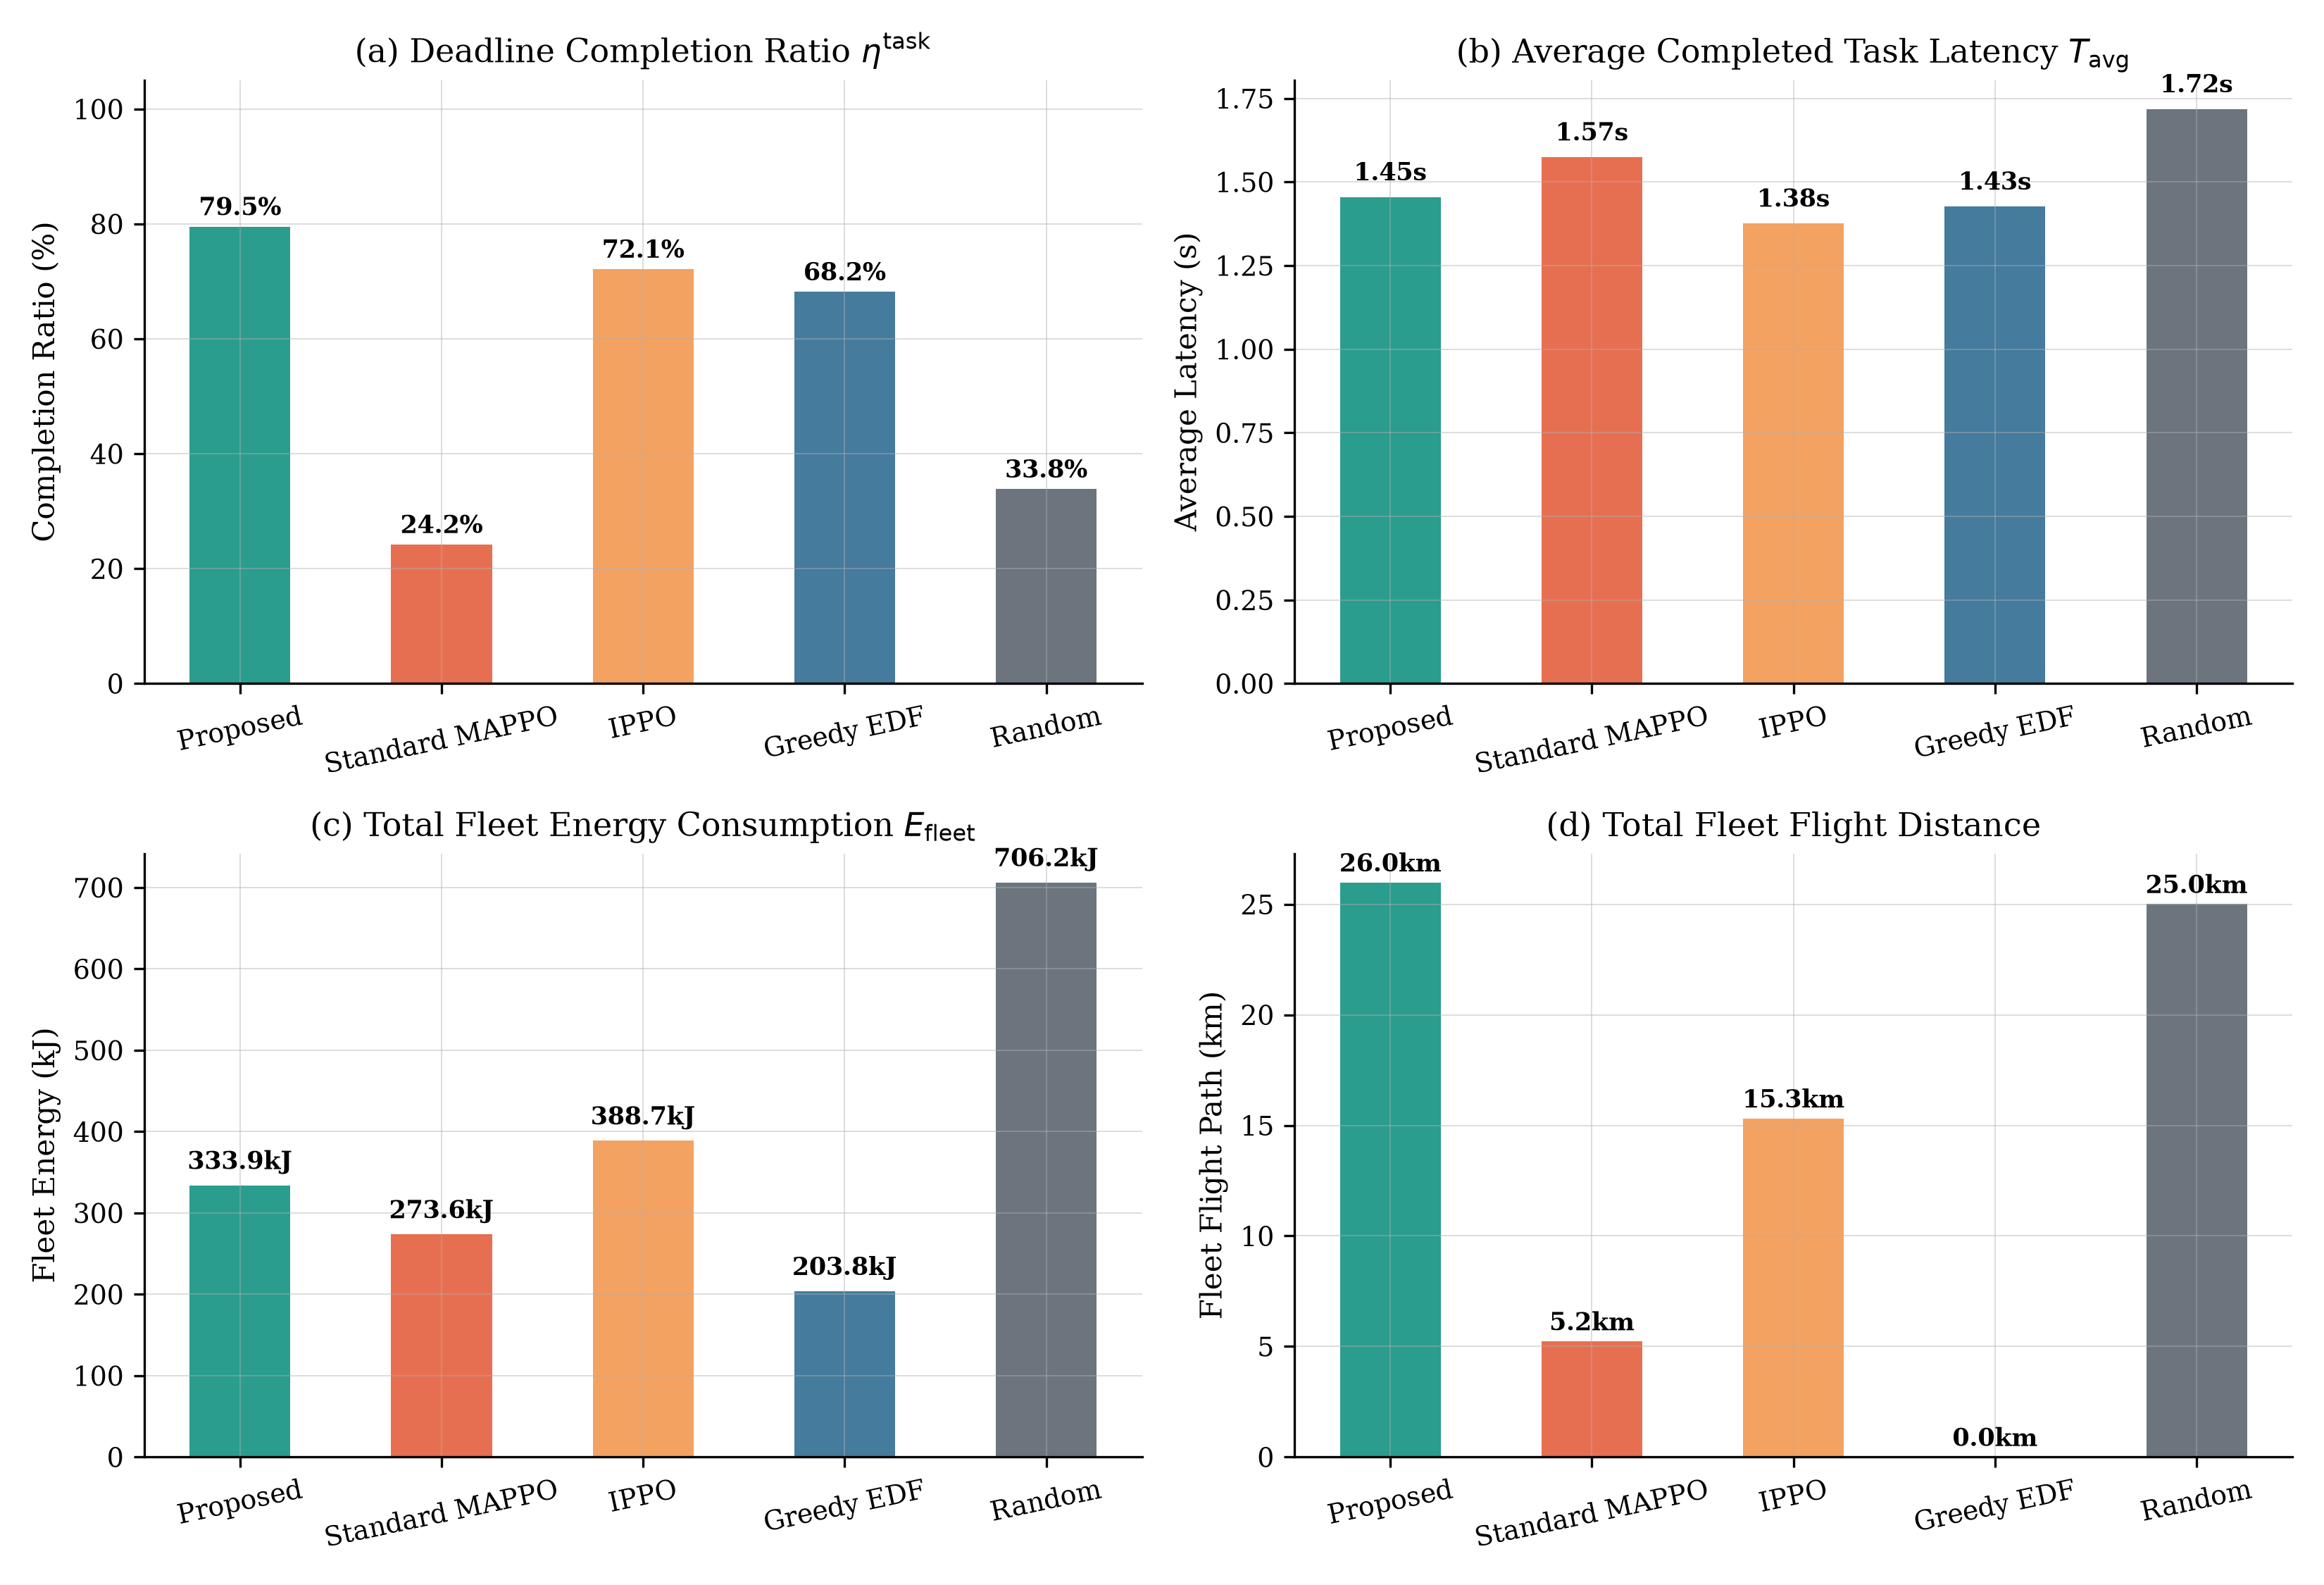 (a) Deadline Completion Ratio η^task
Completion Ratio (%)
100
80
60
40
20
0
79.5%
24.2%
72.1%
68.2%
33.8%
Proposed
Standard MAPPO
IPPO
Greedy EDF
Random
(b) Average Completed Task Latency T_avg
Average Latency (s)
1.75
1.50
1.25
1.00
0.75
0.50
0.25
0.00
1.45s
1.57s
1.38s
1.43s
1.72s
Proposed
Standard MAPPO
IPPO
Greedy EDF
Random
(c) Total Fleet Energy Consumption E_fleet
Fleet Energy (kJ)
700
600
500
400
300
200
100
0
333.9kJ
273.6kJ
388.7kJ
203.8kJ
706.2kJ
Proposed
Standard MAPPO
IPPO
Greedy EDF
Random
(d) Total Fleet Flight Distance
Fleet Flight Path (km)
25
20
15
10
5
0
26.0km
5.2km
15.3km
0.0km
25.0km
Proposed
Standard MAPPO
IPPO
Greedy EDF
Random